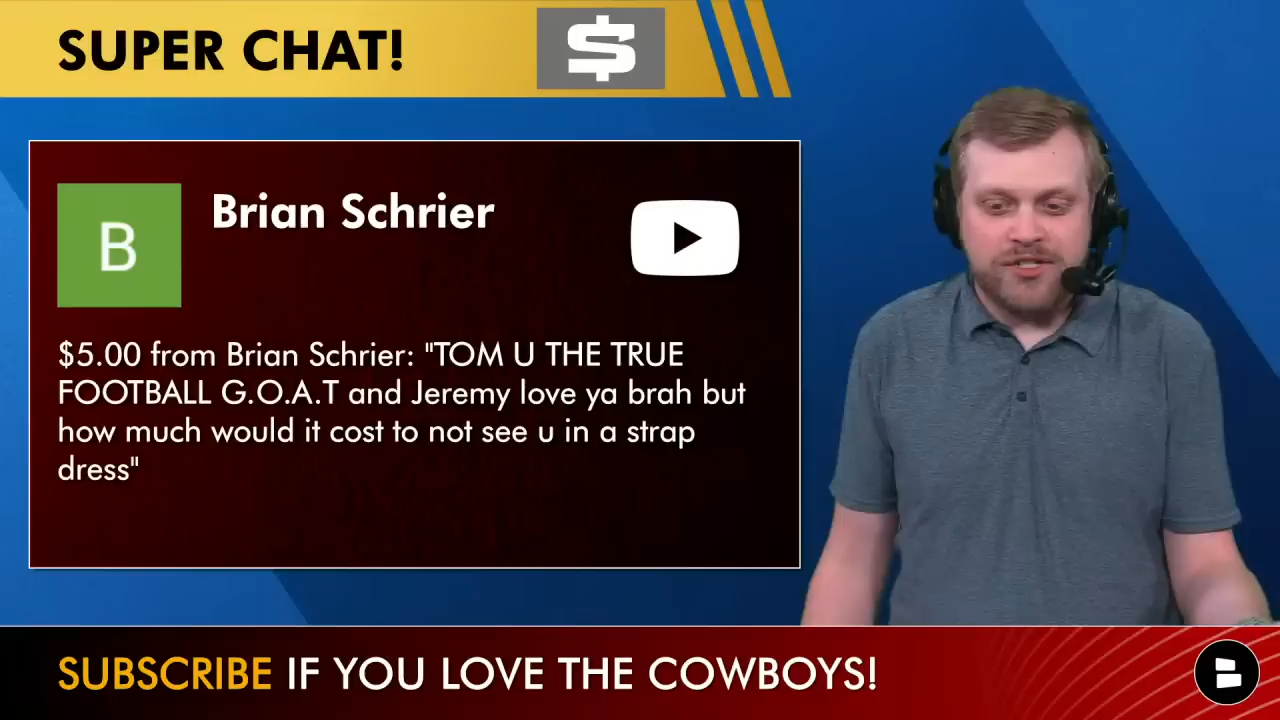 SUPER CHAT!
$
B
Brian Schrier
$5.00 from Brian Schrier: "TOM U THE TRUE
FOOTBALL G.O.A.T and Jeremy love ya brah but
how much would it cost to not see u in a strap
dress"
SUBSCRIBE IF YOU LOVE THE COWBOYS!